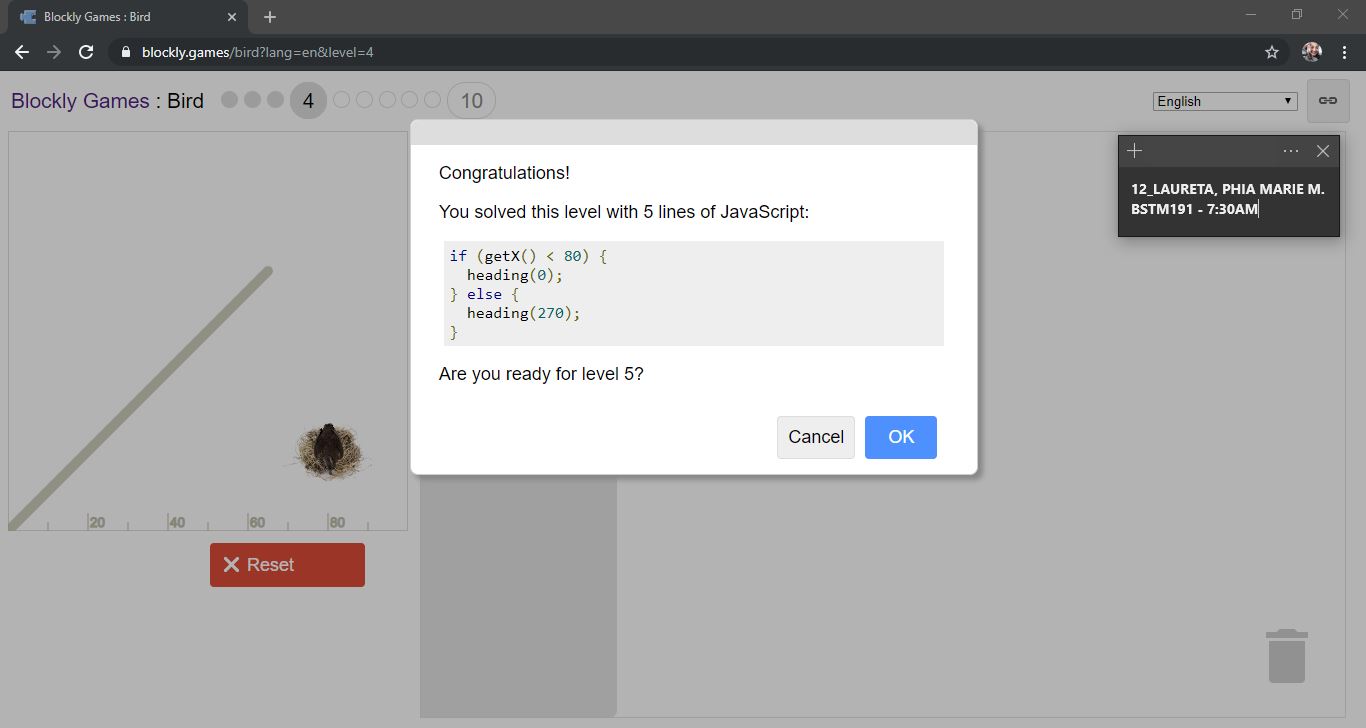 Blockly Games : Bird
blockly.games/bird?lang=en&level=4
Blockly Games : Bird
4
10
English
Congratulations!
You solved this level with 5 lines of JavaScript:
if (getX() < 80) {
  heading(0);
} else {
  heading(270);
}
Are you ready for level 5?
Cancel
OK
12_LAURETA, PHIA MARIE M.
BSTM191 - 7:30AM
20
40
60
80
Reset